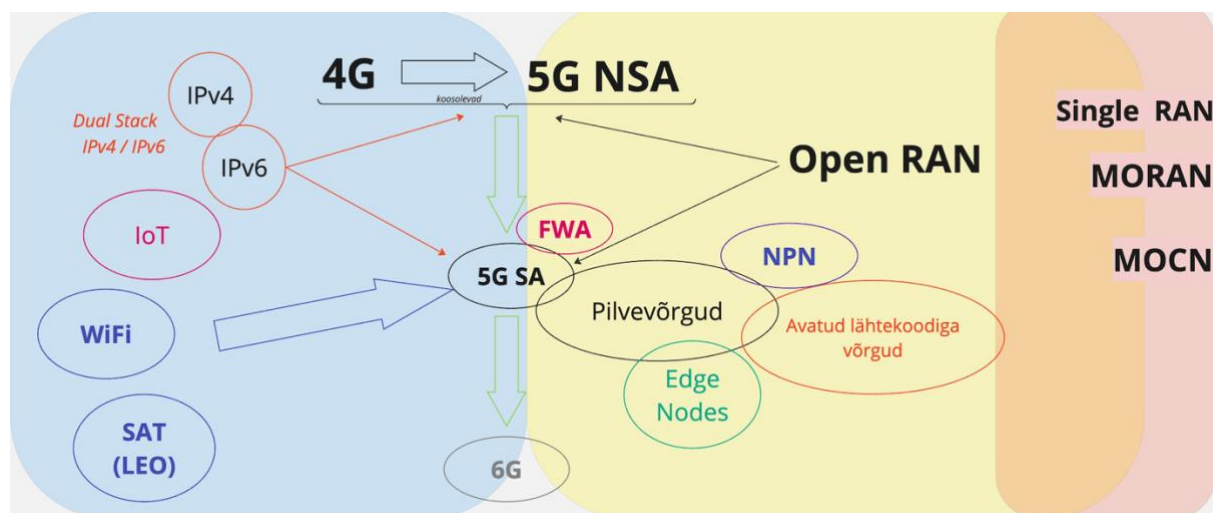 4G
5G NSA
koosolevad
IPv4
Dual Stack
IPv4 / IPv6
IPv6
Single RAN
Open RAN
MORAN
IoT
FWA
NPN
MOCN
5G SA
WiFi
Pilvevõrgud
Avatud lähtekoodiga
võrgud
Edge
Nodes
SAT
(LEO)
6G